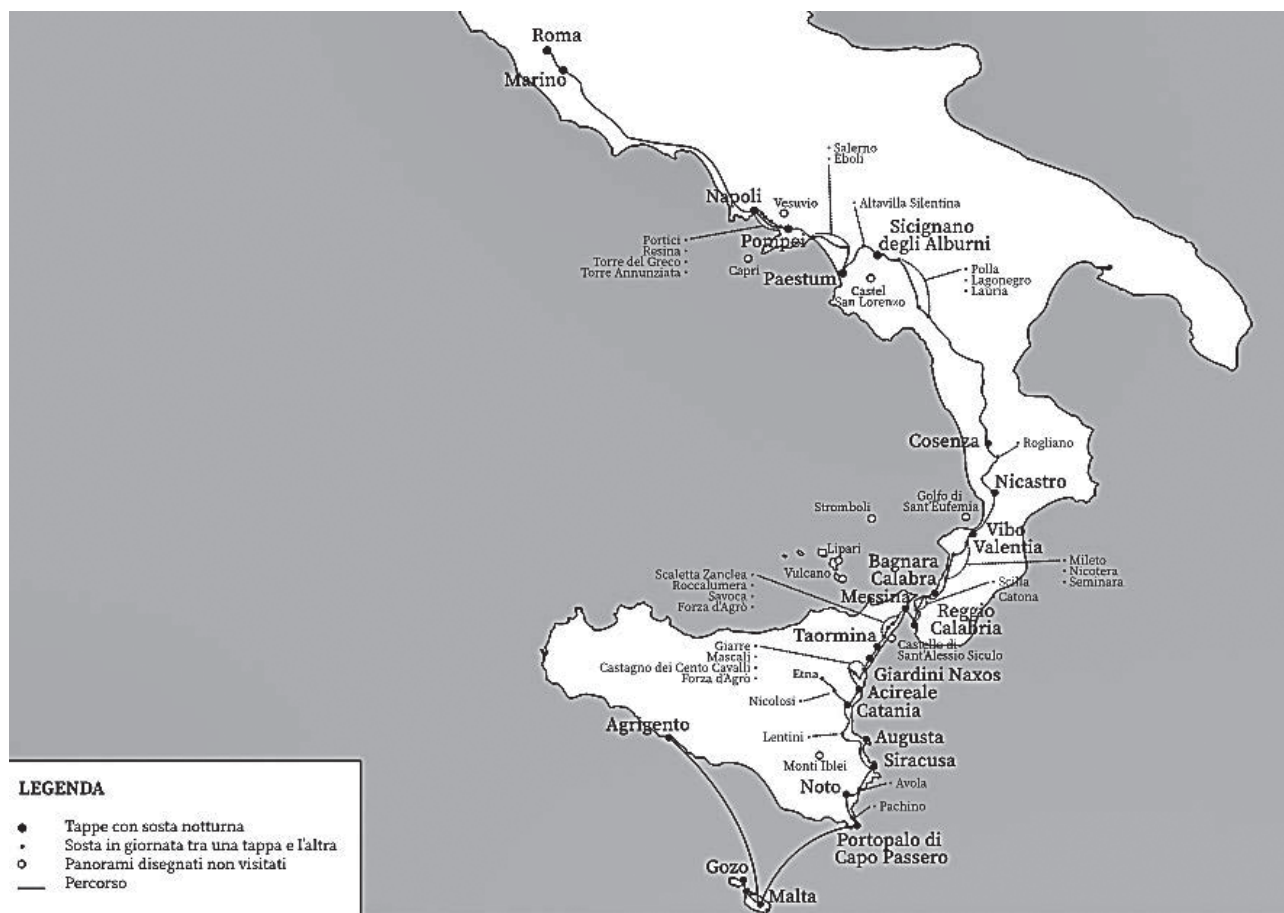 Roma
Marino
Salerno
Eboli
Napoli
Vesuvio
Altavilla Silentina
Sicignano
degli Alburni
Portici
Resina
Torre del Greco
Torre Annunziata
Pompei
Capri
Paestum
Castel
San Lorenzo
Polla
Lagonegro
Lauria
Cosenza
Rogliano
Nicastro
Stromboli
Golfo di
Sant'Eufemia
Vibo
Valentia
Lipari
Vulcano
Bagnara
Calabra
Mileto
Nicotera
Seminara
Scaletta Zanclea
Roccalumera
Savoca
Forza d'Agrò
Messina
Scilla
Catona
Reggio
Calabria
Taormina
Castello di
Sant'Alessio Siculo
Giarre
Mascali
Castagno dei Cento Cavalli
Forza d'Agrò
Etna
Giardini Naxos
Nicolosi
Acireale
Catania
Agrigento
Lentini
Augusta
Monti Iblei
Siracusa
Noto
Avola
Pachino
Portopalo di
Capo Passero
Gozo
Malta
LEGENDA
Tappe con sosta notturna
Sosta in giornata tra una tappa e l'altra
Panorami disegnati non visitati
Percorso